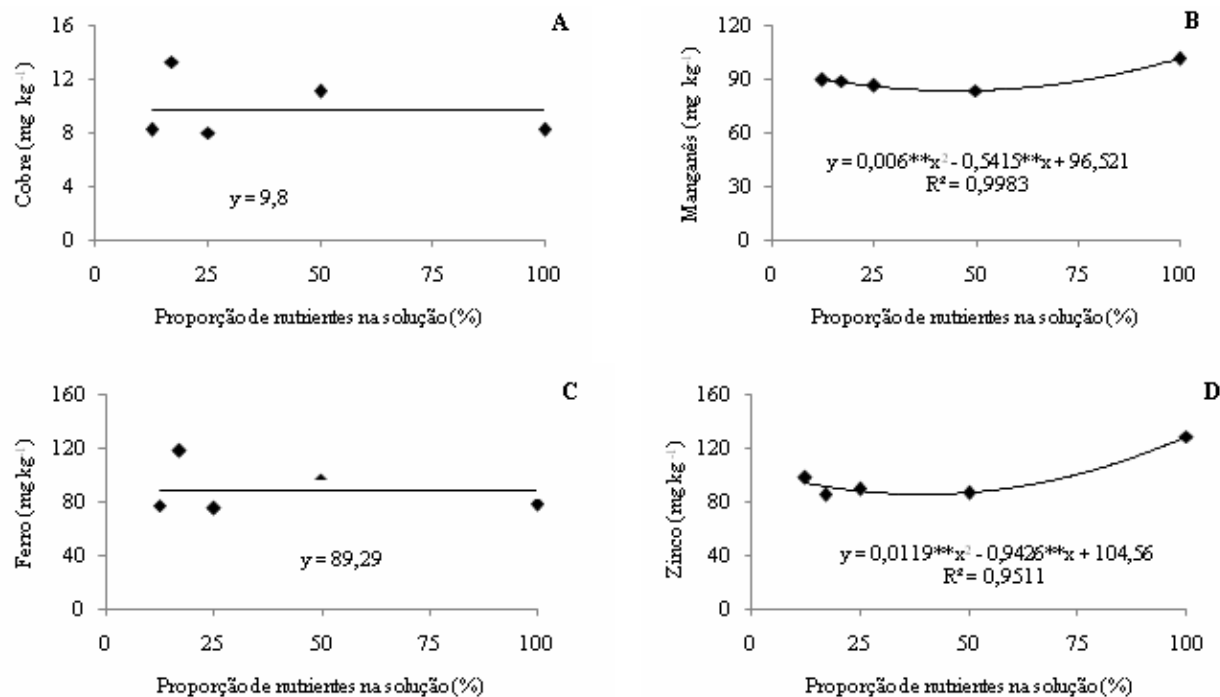 A
Cobre (mg kg⁻¹)
16
12
8
4
0
y = 9,8
0 25 50 75 100
Proporção de nutrientes na solução (%)
B
Manganês (mg kg⁻¹)
120
90
60
30
0
y = 0,006**x² - 0,5415**x + 96,521
R² = 0,9983
0 25 50 75 100
Proporção de nutrientes na solução (%)
C
Ferro (mg kg⁻¹)
160
120
80
40
0
y = 89,29
0 25 50 75 100
Proporção de nutrientes na solução (%)
D
Zinco (mg kg⁻¹)
160
120
80
40
0
y = 0,0119**x² - 0,9426**x + 104,56
R² = 0,9511
0 25 50 75 100
Proporção de nutrientes na solução (%)